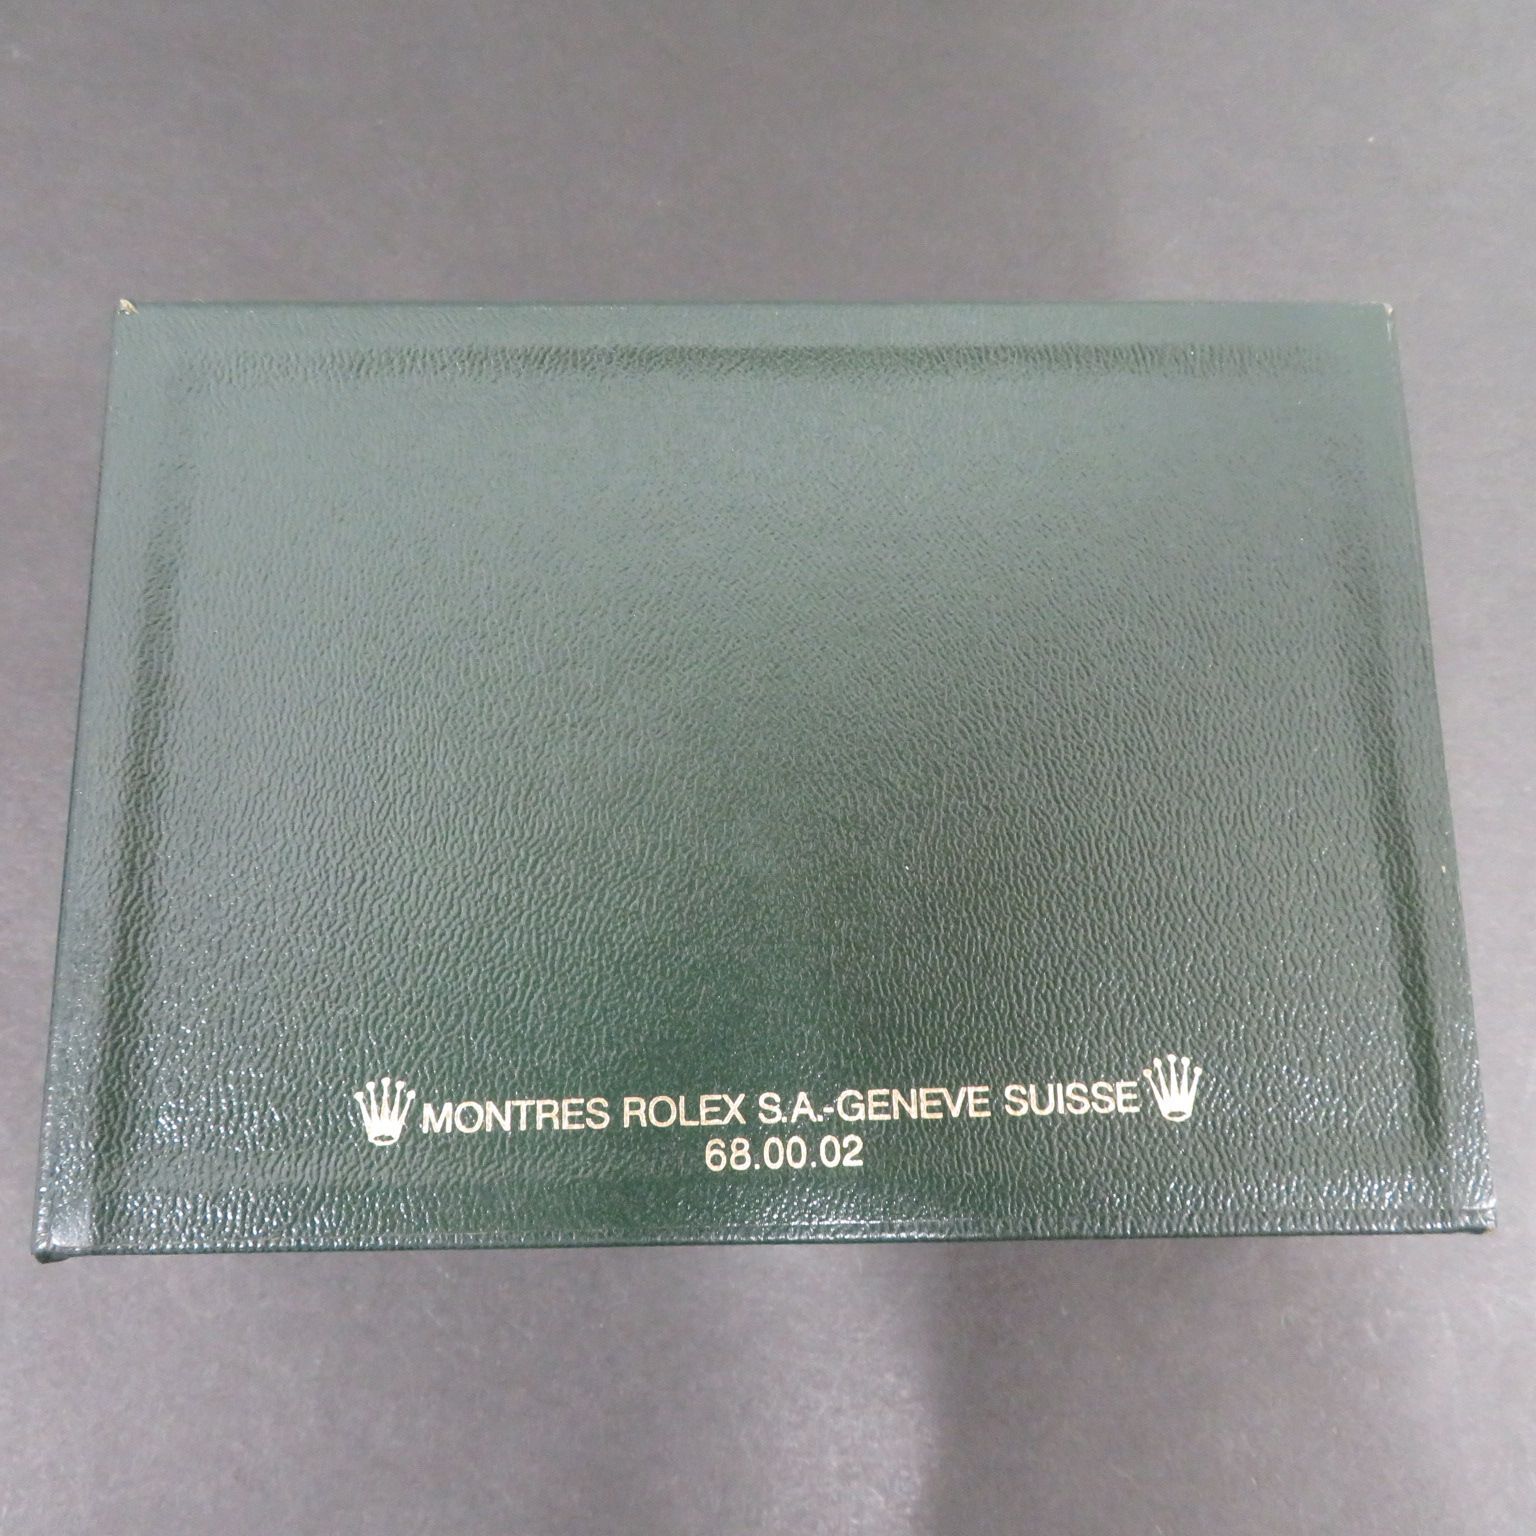 MONTRES ROLEX S.A.-GENEVE SUISSE
68.00.02